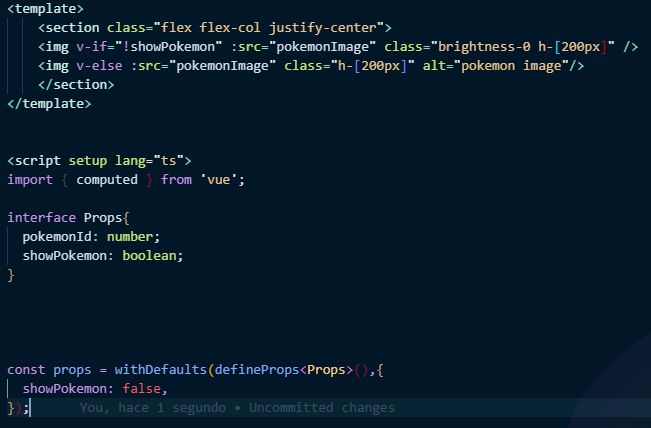 <template>
<section class="flex flex-col justify-center">
<img v-if="!showPokemon" :src="pokemonImage" class="brightness-0 h-[200px]" />
<img v-else :src="pokemonImage" class="h-[200px]" alt="pokemon image"/>
</section>
</template>
<script setup lang="ts">
import { computed } from 'vue';
interface Props{
pokemonId: number;
showPokemon: boolean;
}
const props = withDefaults(defineProps<Props>(),{
showPokemon: false,
}); You, hace 1 segundo • Uncommitted changes